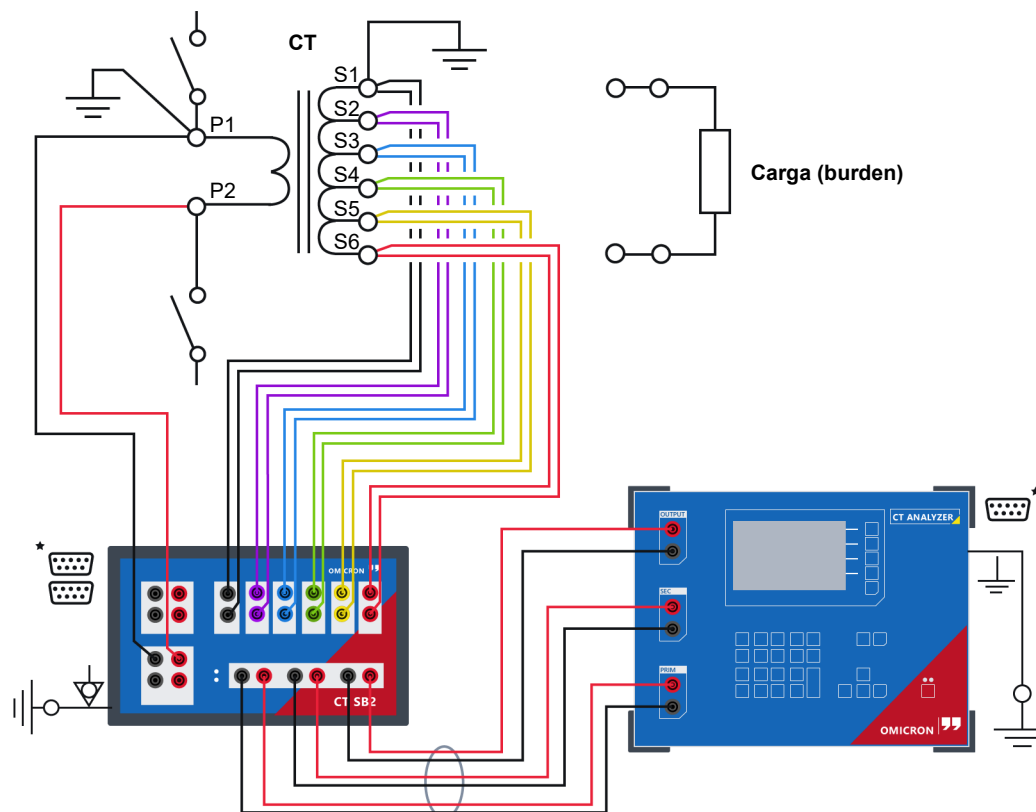 CT
S1
S2
P1
S3
S4
Carga (burden)
P2
S5
S6
★
OUTPUT
CT ANALYZER
★
OMICRON
SEC
PRIM
CT SB2
OMICRON